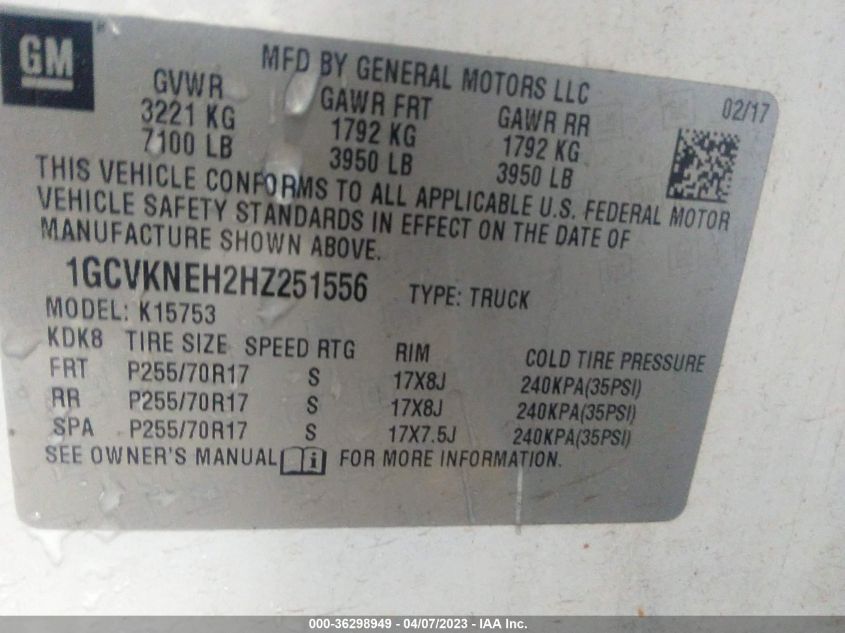 GM
MFD BY GENERAL MOTORS LLC
02/17
GVWR GAWR FRT GAWR RR
3221 KG 1792 KG 1792 KG
7100 LB 3950 LB 3950 LB
THIS VEHICLE CONFORMS TO ALL APPLICABLE U.S. FEDERAL MOTOR
VEHICLE SAFETY STANDARDS IN EFFECT ON THE DATE OF
MANUFACTURE SHOWN ABOVE.
1GCVKNEH2HZ251556 TYPE: TRUCK
MODEL: K15753
KDK8 TIRE SIZE SPEED RTG RIM COLD TIRE PRESSURE
FRT P255/70R17 S 17X8J 240KPA(35PSI)
RR P255/70R17 S 17X8J 240KPA(35PSI)
SPA P255/70R17 S 17X7.5J 240KPA(35PSI)
SEE OWNER'S MANUAL i FOR MORE INFORMATION.
000-36298949 - 04/07/2023 - IAA Inc.